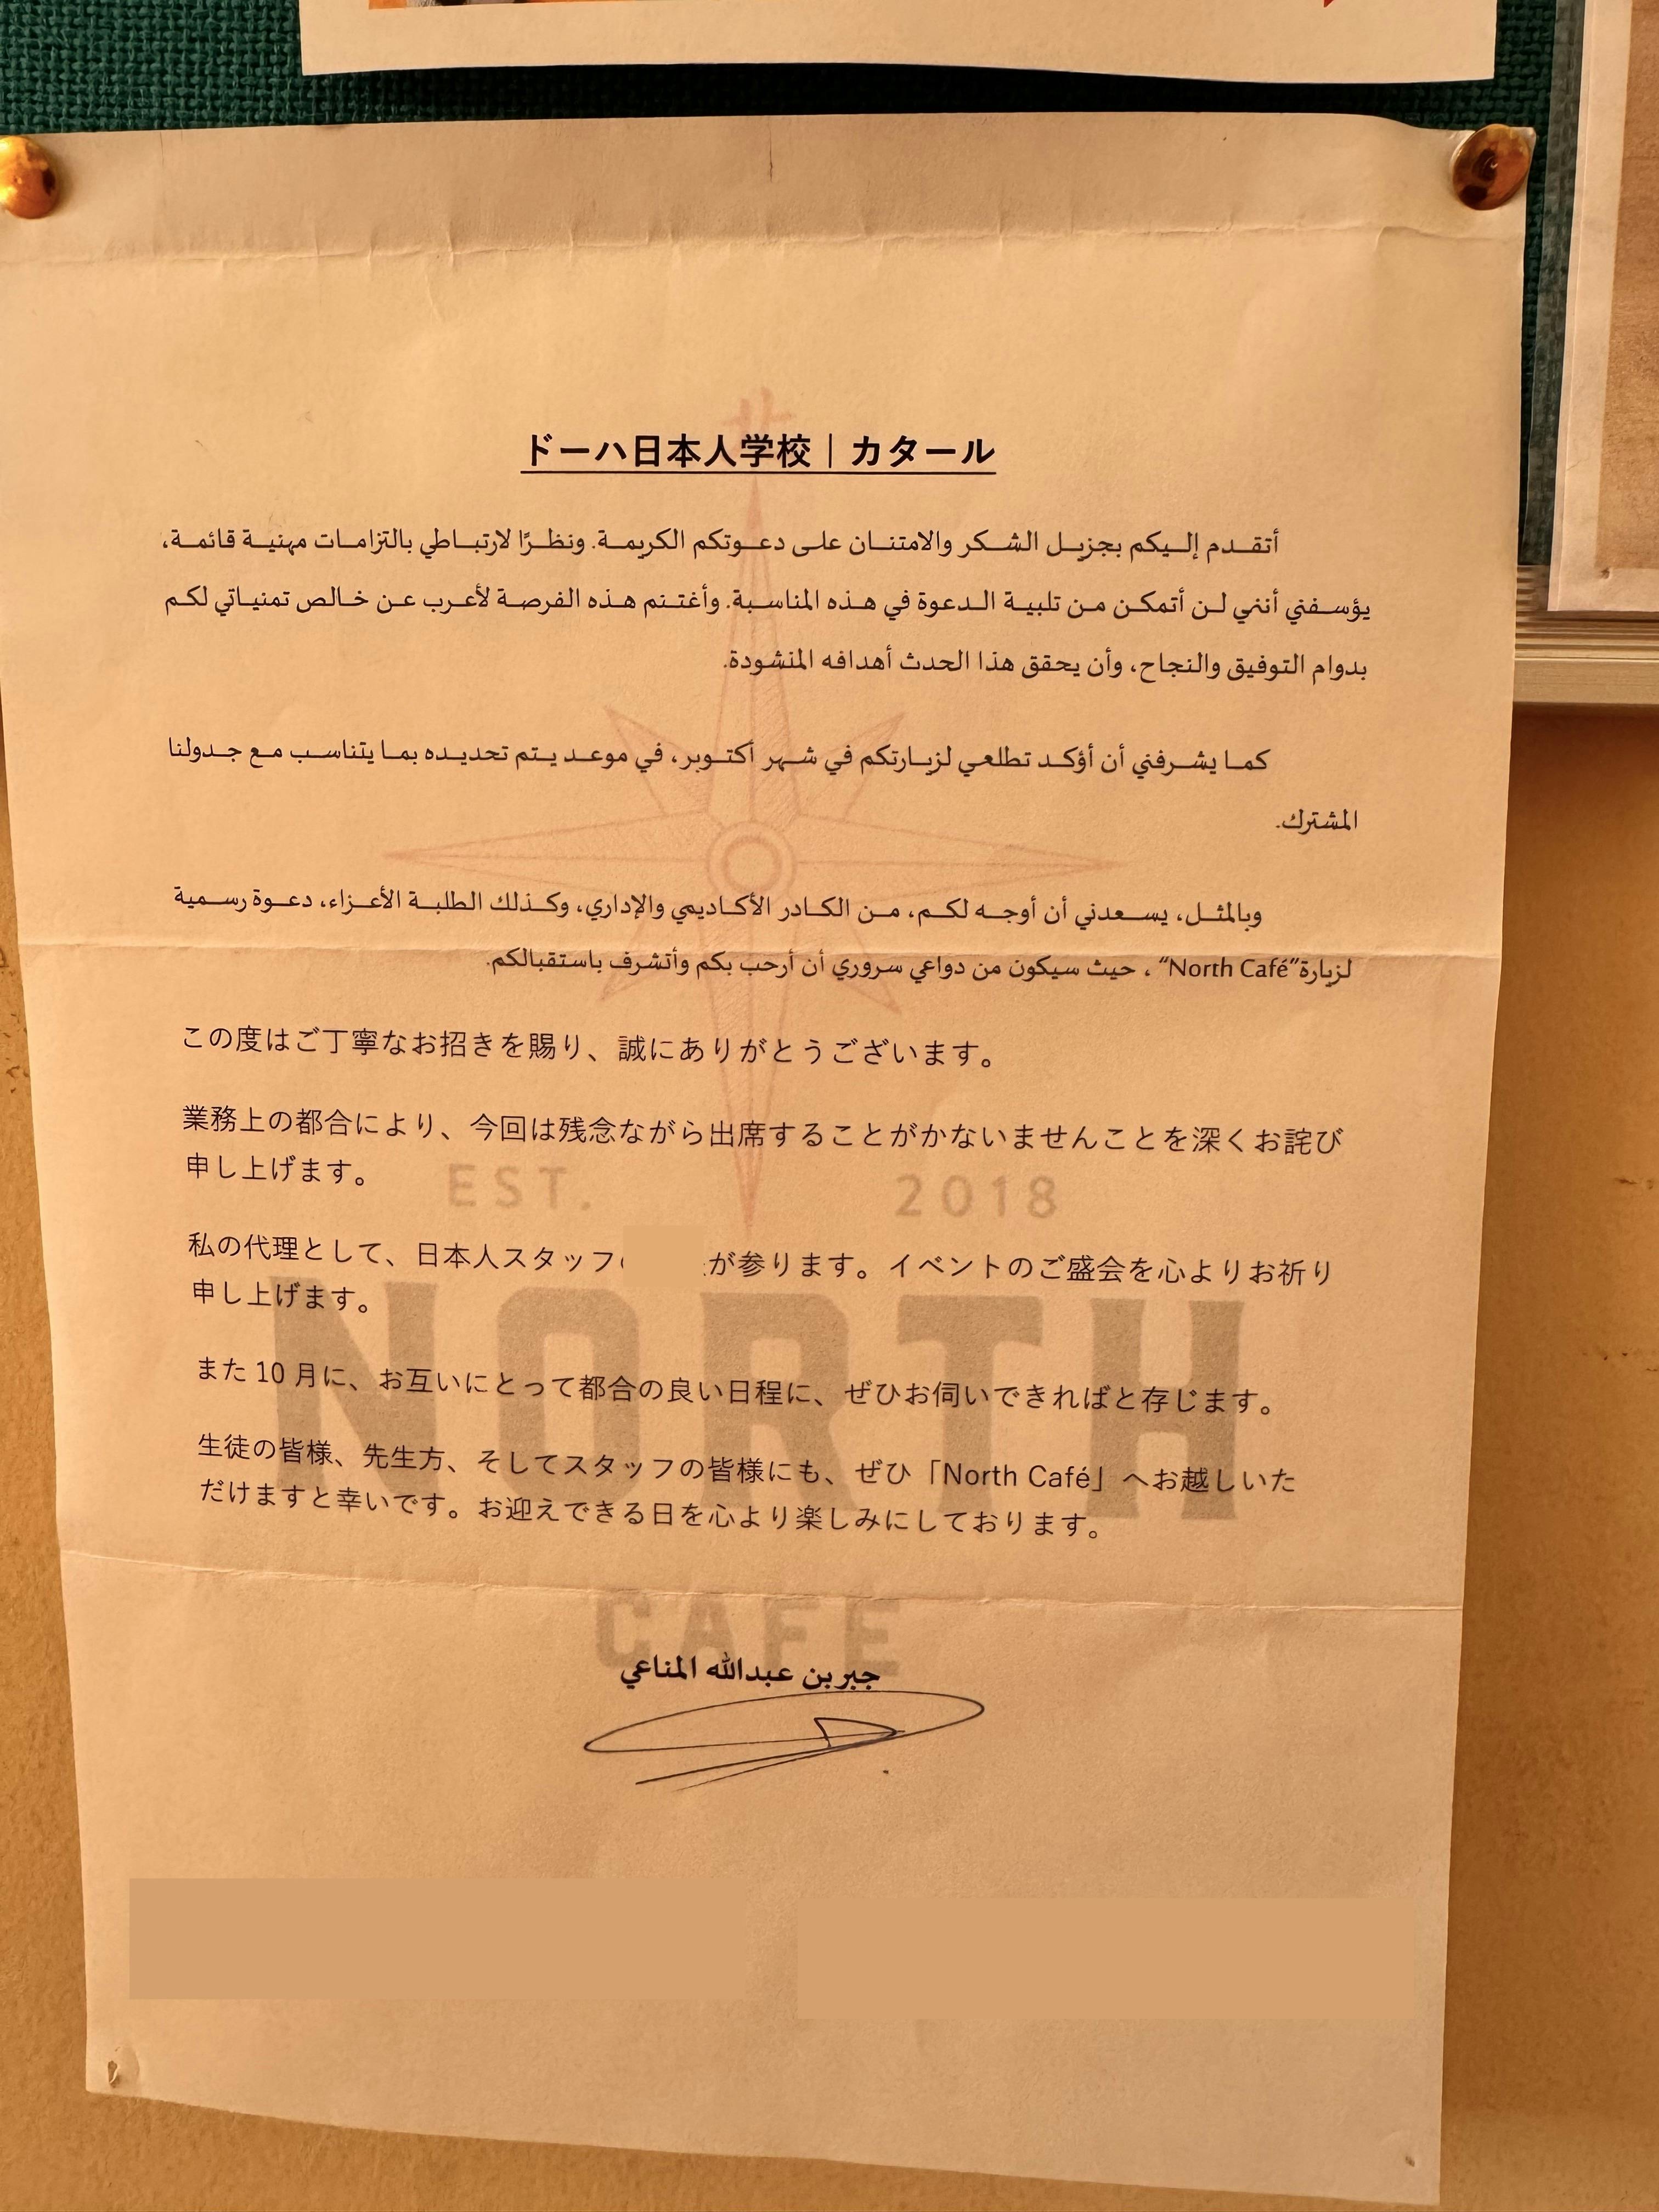 ドーハ日本人学校｜カタール
أتقدم إليكم بجزيل الشكر والامتنان على دعوتكم الكريمة. ونظرًا لارتباطي بالتزامات مهنية قائمة،
يؤسفني أنني لن أتمكن من تلبية الدعوة في هذه المناسبة. وأغتنم هذه الفرصة لأعرب عن خالص تمنياتي لكم
بدوام التوفيق والنجاح، وأن يحقق هذا الحدث أهدافه المنشودة.
كما يشرفني أن أؤكد تطلعي لزيارتكم في شهر أكتوبر، في موعد يتم تحديده بما يتناسب مع جدولنا
المشترك.
وبالمثل، يسعدني أن أوجه لكم، من الكادر الأكاديمي والإداري، وكذلك الطلبة الأعزاء، دعوة رسمية
لزيارة"North Café" ، حيث سيكون من دواعي سروري أن أرحب بكم وأتشرف باستقبالكم.
この度はご丁寧なお招きを賜り、誠にありがとうございます。
業務上の都合により、今回は残念ながら出席することがかないませんことを深くお詫び
申し上げます。
EST. 2018
私の代理として、日本人スタッフ が参ります。イベントのご盛会を心よりお祈り
申し上げます。
NORTH
また 10 月に、お互いにとって都合の良い日程に、ぜひお伺いできればと存じます。
生徒の皆様、先生方、そしてスタッフの皆様にも、ぜひ「North Café」へお越しいた
だけますと幸いです。お迎えできる日を心より楽しみにしております。
CAFE
جبر بن عبدالله المناعي